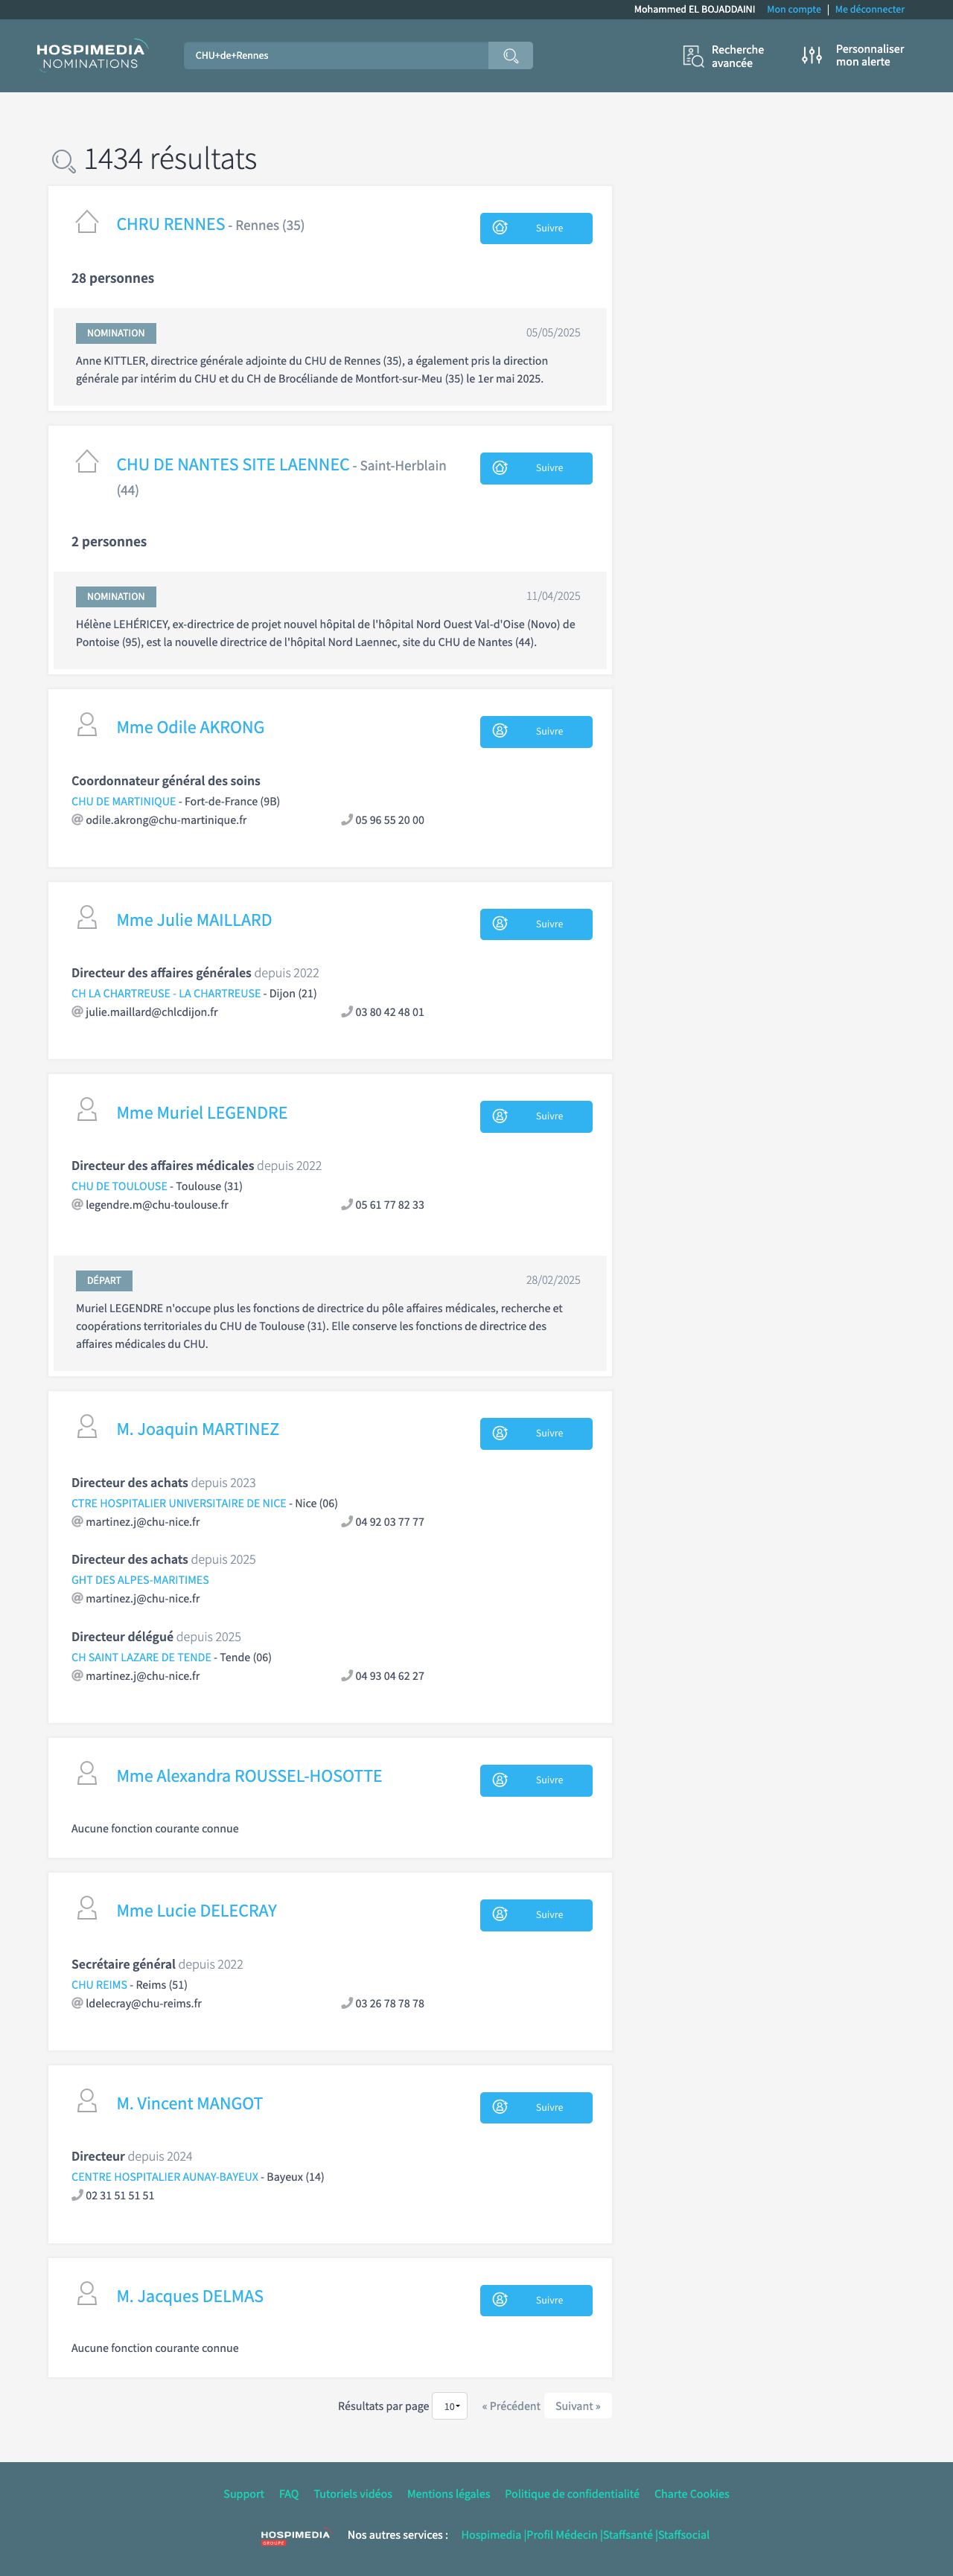 Mohammed EL BOJADDAINI Mon compte | Me déconnecter
HOSPIMEDIA
NOMINATIONS
CHU+de+Rennes
Recherche
avancée
Personnaliser
mon alerte
1434 résultats
CHRU RENNES - Rennes (35)
Suivre
28 personnes
NOMINATION 05/05/2025
Anne KITTLER, directrice générale adjointe du CHU de Rennes (35), a également pris la direction
générale par intérim du CHU et du CH de Brocéliande de Montfort-sur-Meu (35) le 1er mai 2025.
CHU DE NANTES SITE LAENNEC - Saint-Herblain
(44)
Suivre
2 personnes
NOMINATION 11/04/2025
Hélène LEHÉRICEY, ex-directrice de projet nouvel hôpital de l'hôpital Nord Ouest Val-d'Oise (Novo) de
Pontoise (95), est la nouvelle directrice de l'hôpital Nord Laennec, site du CHU de Nantes (44).
Mme Odile AKRONG
Suivre
Coordonnateur général des soins
CHU DE MARTINIQUE - Fort-de-France (9B)
odile.akrong@chu-martinique.fr 05 96 55 20 00
Mme Julie MAILLARD
Suivre
Directeur des affaires générales depuis 2022
CH LA CHARTREUSE - LA CHARTREUSE - Dijon (21)
julie.maillard@chlcdijon.fr 03 80 42 48 01
Mme Muriel LEGENDRE
Suivre
Directeur des affaires médicales depuis 2022
CHU DE TOULOUSE - Toulouse (31)
legendre.m@chu-toulouse.fr 05 61 77 82 33
DÉPART 28/02/2025
Muriel LEGENDRE n'occupe plus les fonctions de directrice du pôle affaires médicales, recherche et
coopérations territoriales du CHU de Toulouse (31). Elle conserve les fonctions de directrice des
affaires médicales du CHU.
M. Joaquin MARTINEZ
Suivre
Directeur des achats depuis 2023
CTRE HOSPITALIER UNIVERSITAIRE DE NICE - Nice (06)
martinez.j@chu-nice.fr 04 92 03 77 77
Directeur des achats depuis 2025
GHT DES ALPES-MARITIMES
martinez.j@chu-nice.fr
Directeur délégué depuis 2025
CH SAINT LAZARE DE TENDE - Tende (06)
martinez.j@chu-nice.fr 04 93 04 62 27
Mme Alexandra ROUSSEL-HOSOTTE
Suivre
Aucune fonction courante connue
Mme Lucie DELECRAY
Suivre
Secrétaire général depuis 2022
CHU REIMS - Reims (51)
ldelecray@chu-reims.fr 03 26 78 78 78
M. Vincent MANGOT
Suivre
Directeur depuis 2024
CENTRE HOSPITALIER AUNAY-BAYEUX - Bayeux (14)
02 31 51 51 51
M. Jacques DELMAS
Suivre
Aucune fonction courante connue
Résultats par page 10 « Précédent Suivant »
Support FAQ Tutoriels vidéos Mentions légales Politique de confidentialité Charte Cookies
HOSPIMEDIA
GROUPE
Nos autres services : Hospimedia |Profil Médecin |Staffsanté |Staffsocial